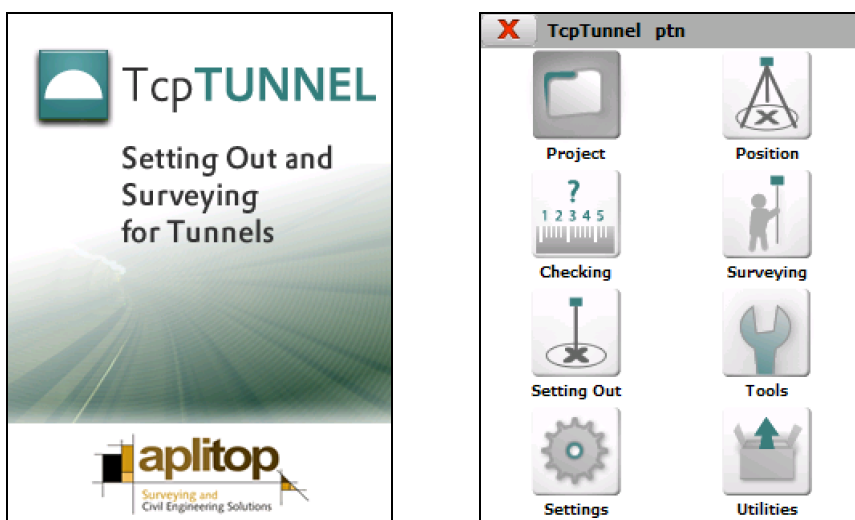 TcpTUNNEL
Setting Out and
Surveying
for Tunnels
aplitop
Surveying and
Civil Engineering Solutions
X TcpTunnel ptn
Project Position
?
1 2 3 4 5
Checking Surveying
Setting Out Tools
Settings Utilities